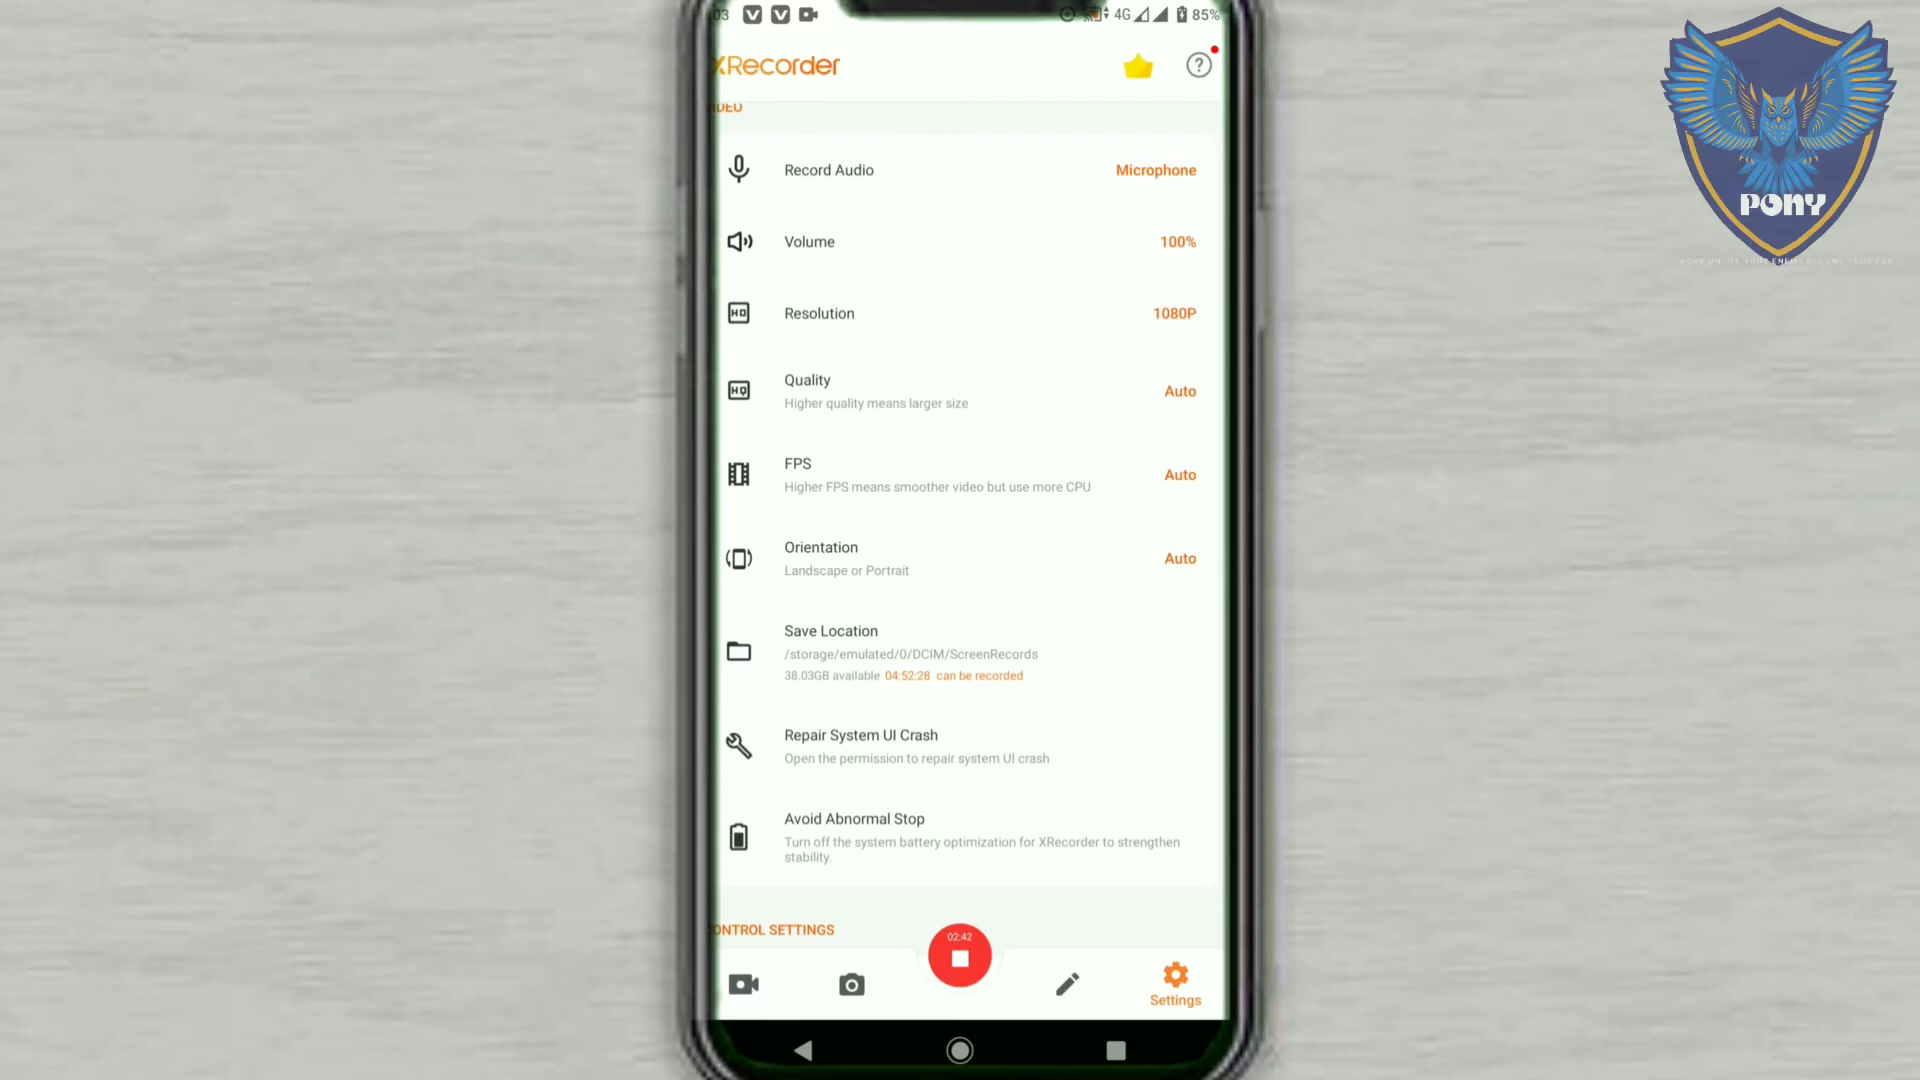 03 4G 85%
XRecorder
IDEO
Record Audio Microphone
Volume 100%
Resolution 1080P
Quality
Higher quality means larger size
Auto
FPS
Higher FPS means smoother video but use more CPU
Auto
Orientation
Landscape or Portrait
Auto
Save Location
/storage/emulated/0/DCIM/ScreenRecords
38.03GB available 04:52:28 can be recorded
Repair System UI Crash
Open the permission to repair system UI crash
Avoid Abnormal Stop
Turn off the system battery optimization for XRecorder to strengthen
stability.
ONTROL SETTINGS
02:42
Settings
PONY